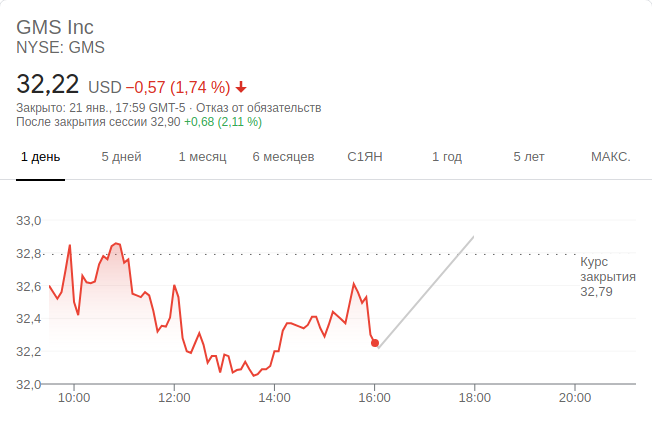 GMS Inc
NYSE: GMS
32,22 USD −0,57 (1,74 %)
Закрыто: 21 янв., 17:59 GMT-5 · Отказ от обязательств
После закрытия сессии 32,90 +0,68 (2,11 %)
1 день 5 дней 1 месяц 6 месяцев С1ЯН 1 год 5 лет МАКС.
33,0
32,8
Курс
закрытия
32,79
32,6
32,4
32,2
32,0
10:00 12:00 14:00 16:00 18:00 20:00